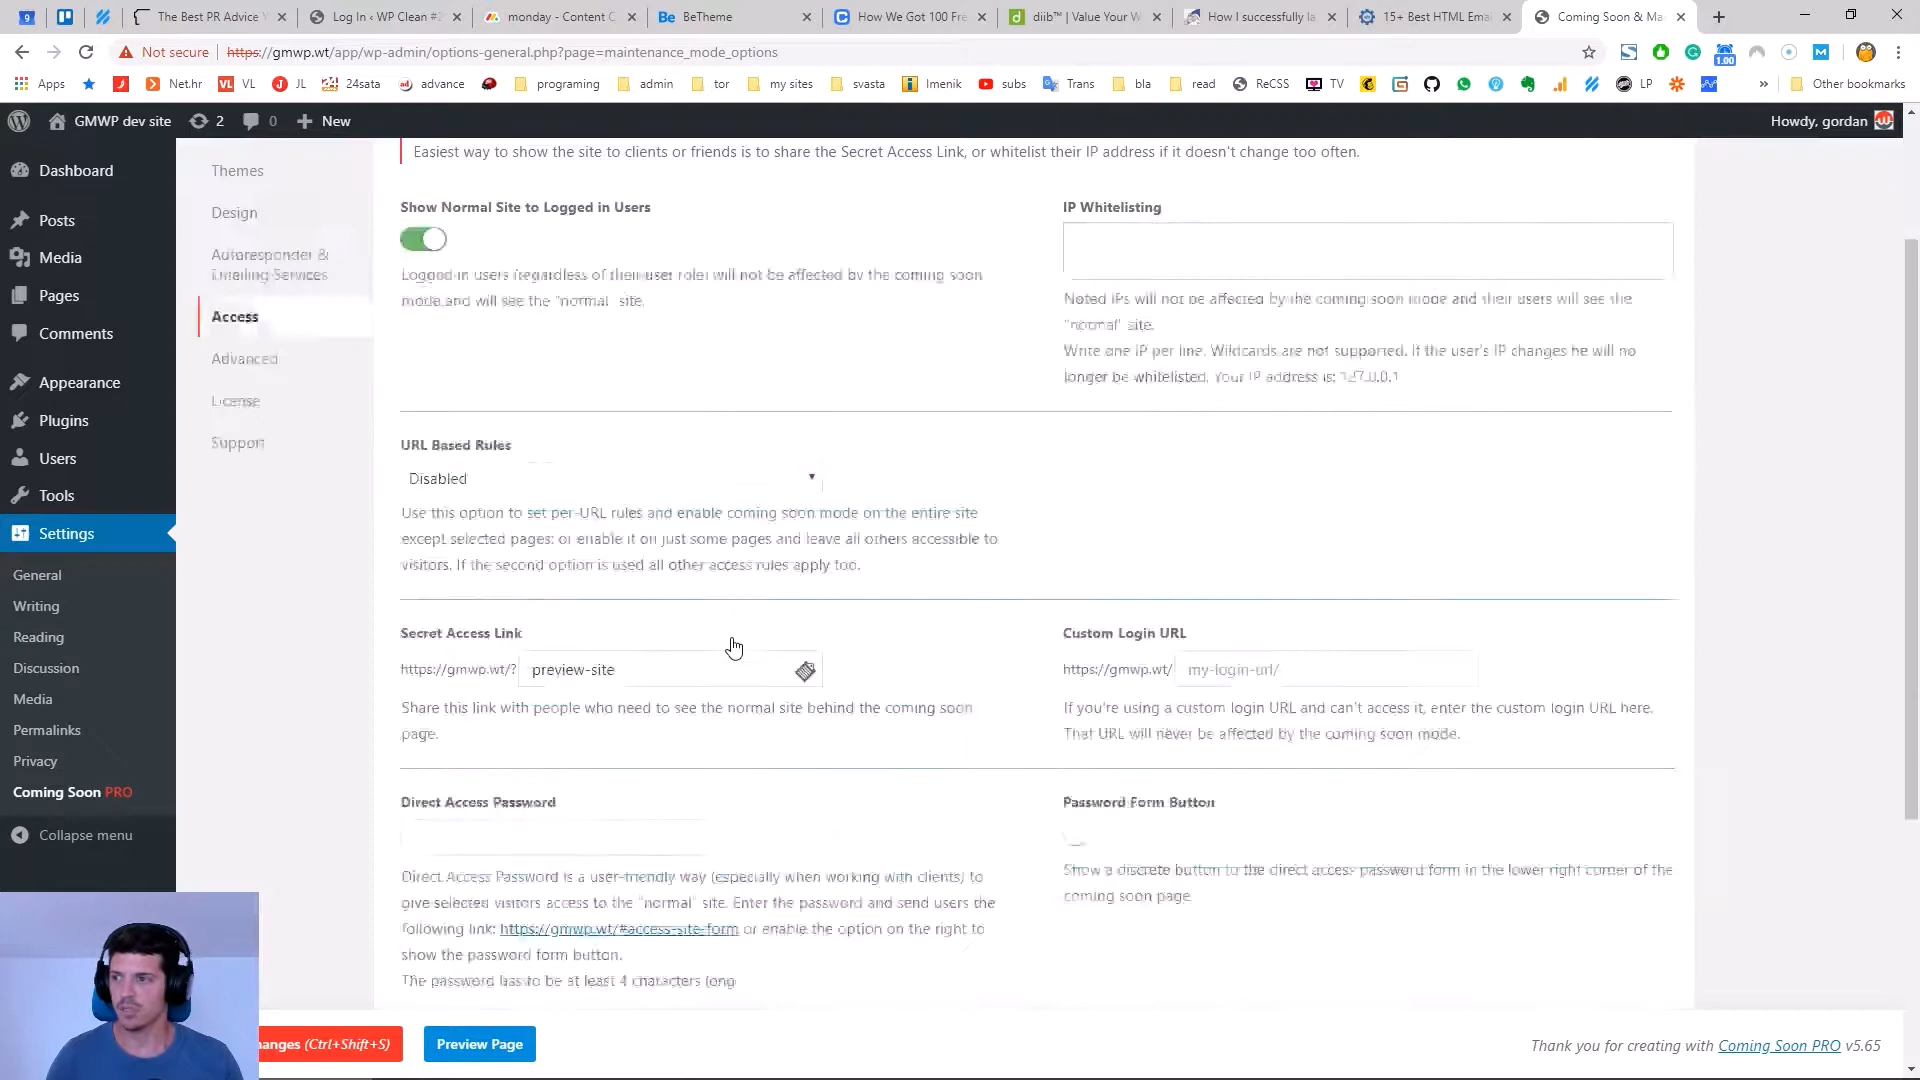 The Best PR Advice Y
Log In ‹ WP Clean #2
monday - Content C
BeTheme
How We Got 100 Fre
diib™ | Value Your W
How I successfully la
15+ Best HTML Emai
Coming Soon & Ma
Not secure
https://gmwp.wt/app/wp-admin/options-general.php?page=maintenance_mode_options
1.00
Apps
Net.hr
VL VL
JL
24sata
ad advance
programing
admin
tor
my sites
svasta
Imenik
subs
Trans
bla
read
ReCSS
TV
LP
»
Other bookmarks
GMWP dev site
2
0
New
Howdy, gordan
Dashboard
Posts
Media
Pages
Comments
Appearance
Plugins
Users
Tools
Settings
General
Writing
Reading
Discussion
Media
Permalinks
Privacy
Coming Soon PRO
Collapse menu
Themes
Design
Autoresponder &
Emailing Services
Access
Advanced
License
Support
Easiest way to show the site to clients or friends is to share the Secret Access Link, or whitelist their IP address if it doesn't change too often.
Show Normal Site to Logged in Users
Logged in users (regardless of their user role) will not be affected by the coming soon
mode and will see the "normal" site.
IP Whitelisting
Noted IPs will not be affected by the coming soon mode and their users will see the
"normal" site.
Write one IP per line. Wildcards are not supported. If the user's IP changes he will no
longer be whitelisted. Your IP address is: 127.0.0.1
URL Based Rules
Disabled
Use this option to set per-URL rules and enable coming soon mode on the entire site
except selected pages; or enable it on just some pages and leave all others accessible to
visitors. If the second option is used all other access rules apply too.
Secret Access Link
https://gmwp.wt/? preview-site
Share this link with people who need to see the normal site behind the coming soon
page.
Custom Login URL
https://gmwp.wt/ my-login-url/
If you're using a custom login URL and can't access it, enter the custom login URL here.
That URL will never be affected by the coming soon mode.
Direct Access Password
Direct Access Password is a user-friendly way (especially when working with clients) to
give selected visitors access to the "normal" site. Enter the password and send users the
following link: https://gmwp.wt/#access-site-form or enable the option on the right to
show the password form button.
The password has to be at least 4 characters long
Password Form Button
Show a discrete button to the direct access password form in the lower right corner of the
coming soon page
hanges (Ctrl+Shift+S)
Preview Page
Thank you for creating with Coming Soon PRO v5.65